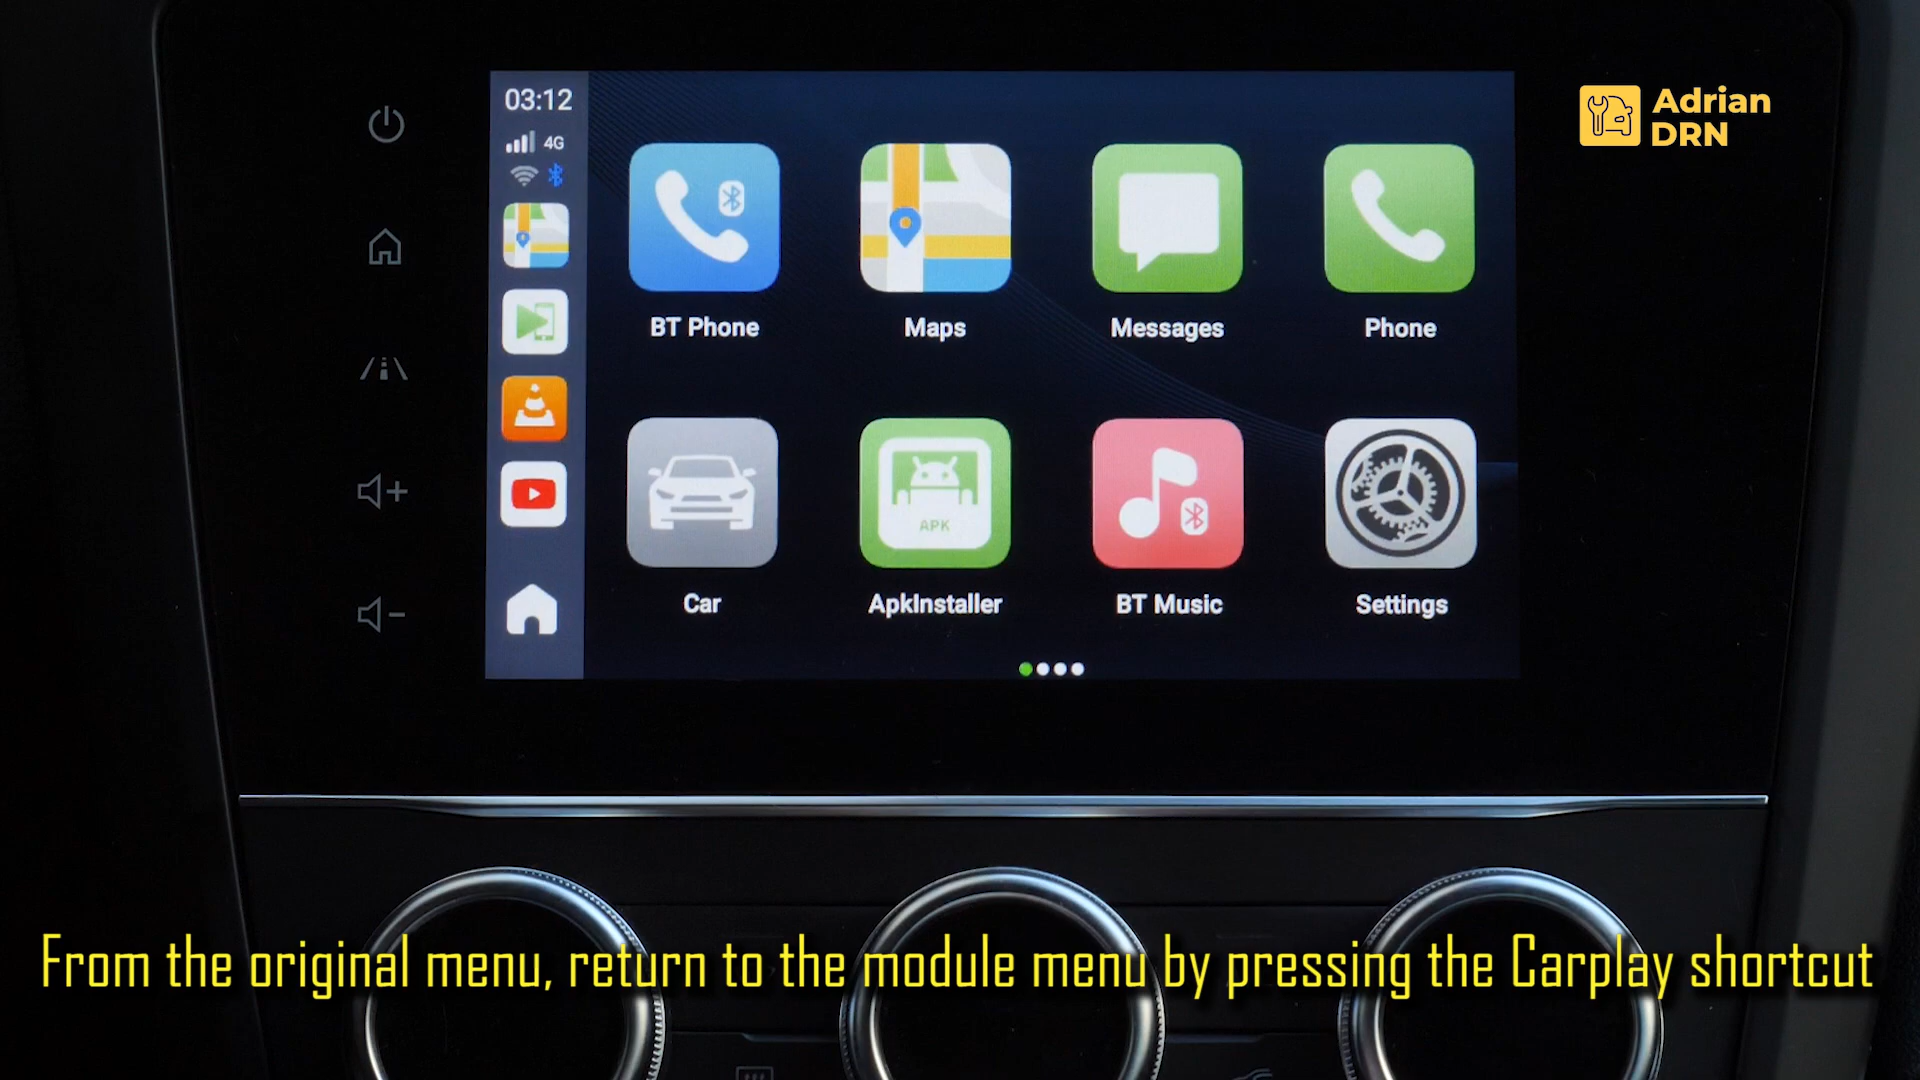 03:12
4G
Adrian
DRN
BT Phone
Maps
Messages
Phone
APK
Car
ApkInstaller
BT Music
Settings
From the original menu, return to the module menu by pressing the Carplay shortcut